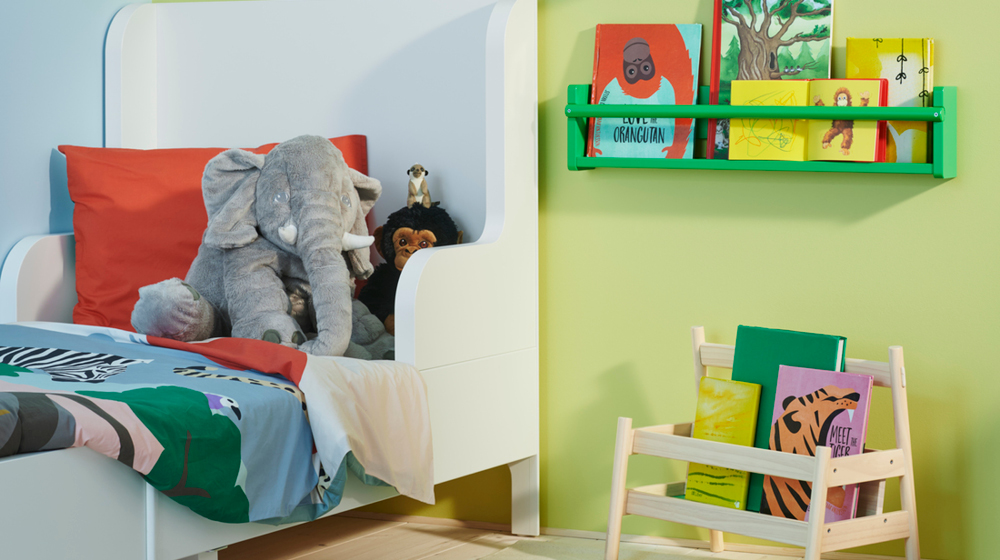 LOVE THE
ORANGUTAN
MEET THE
TIGER